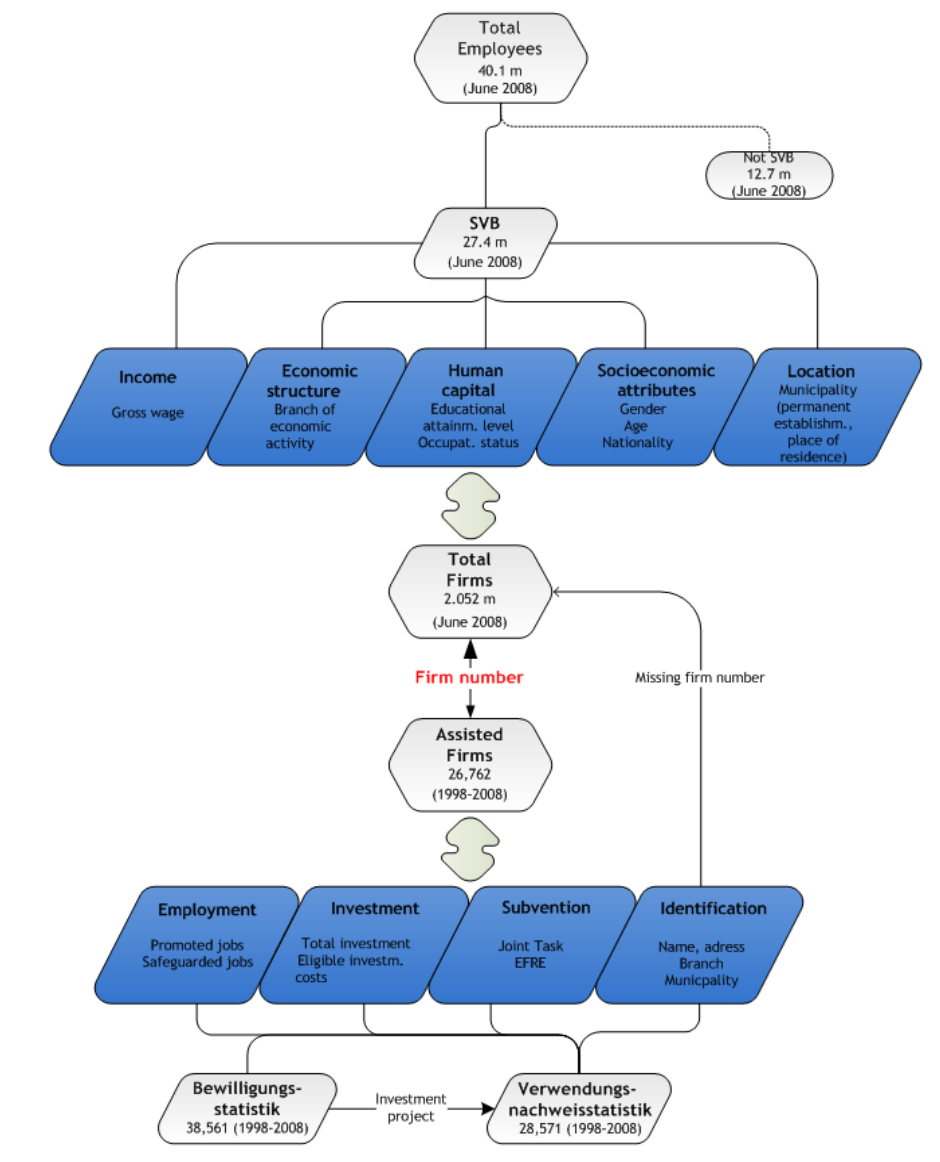 Total
Employees
40.1 m
(June 2008)
Not SVB
12.7 m
(June 2008)
SVB
27.4 m
(June 2008)
Income
Gross wage
Economic
structure
Branch of
economic
activity
Human
capital
Educational
attainm. level
Occupat. status
Socioeconomic
attributes
Gender
Age
Nationality
Location
Municipality
(permanent
establishm.,
place of
residence)
Total
Firms
2.052 m
(June 2008)
Firm number
Missing firm number
Assisted
Firms
26,762
(1998-2008)
Employment
Promoted jobs
Safeguarded jobs
Investment
Total investment
Eligible investm.
costs
Subvention
Joint Task
EFRE
Identification
Name, adress
Branch
Municpality
Bewilligungs-
statistik
38,561 (1998-2008)
Investment
project
Verwendungs-
nachweisstatistik
28,571 (1998-2008)